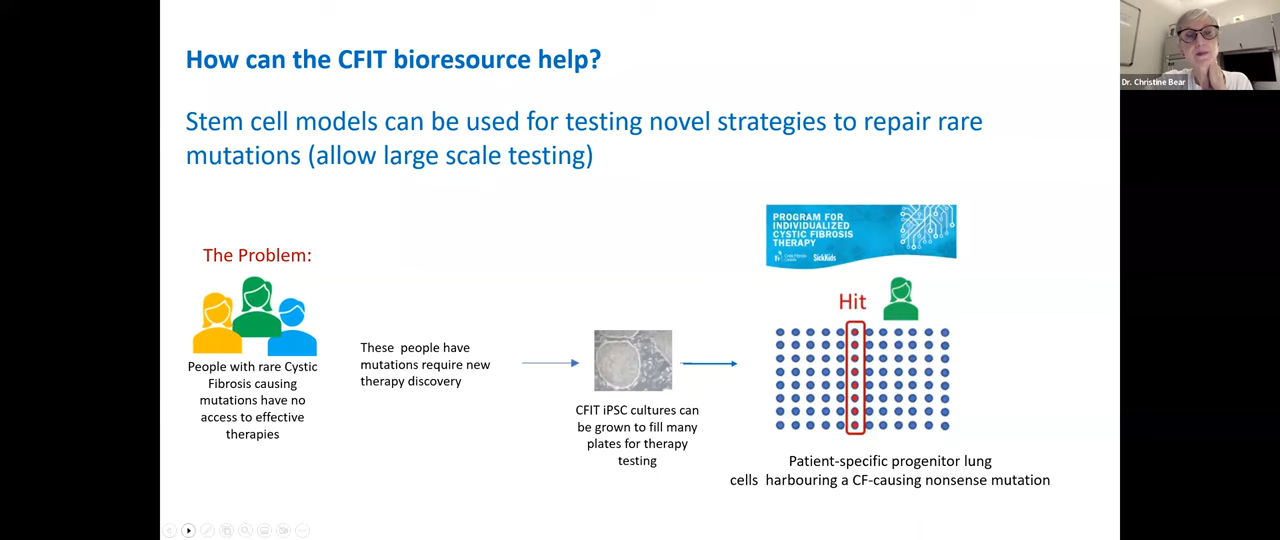 How can the CFIT bioresource help?
Stem cell models can be used for testing novel strategies to repair rare
mutations (allow large scale testing)
The Problem:
People with rare Cystic
Fibrosis causing
mutations have no
access to effective
therapies
These people have
mutations require new
therapy discovery
CFIT iPSC cultures can
be grown to fill many
plates for therapy
testing
PROGRAM FOR
INDIVIDUALIZED
CYSTIC FIBROSIS
THERAPY
SickKids
Hit
Patient-specific progenitor lung
cells harbouring a CF-causing nonsense mutation
Dr. Christine Bear